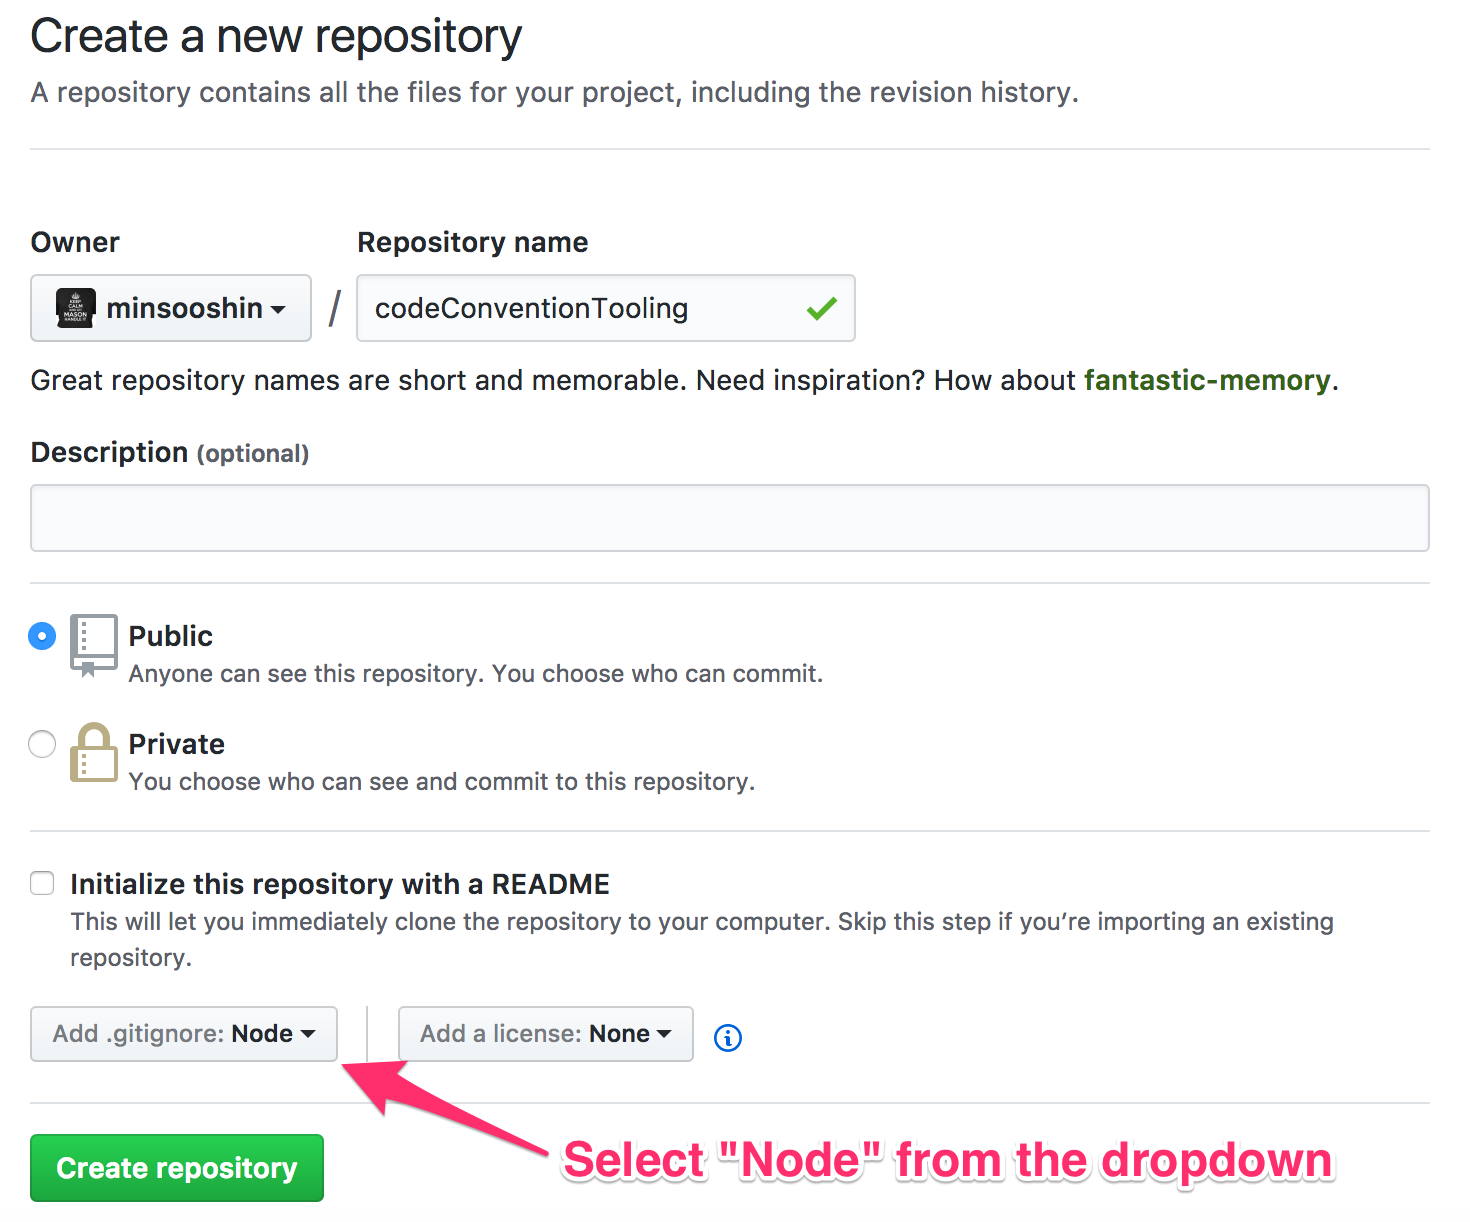 Create a new repository
A repository contains all the files for your project, including the revision history.
Owner
Repository name
KEEP
CALM
MASON
HANDLE IT
minsooshin
/
codeConventionTooling
Great repository names are short and memorable. Need inspiration? How about fantastic-memory.
Description (optional)
Public
Anyone can see this repository. You choose who can commit.
Private
You choose who can see and commit to this repository.
Initialize this repository with a README
This will let you immediately clone the repository to your computer. Skip this step if you’re importing an existing
repository.
Add .gitignore: Node
Add a license: None
Create repository
Select "Node" from the dropdown